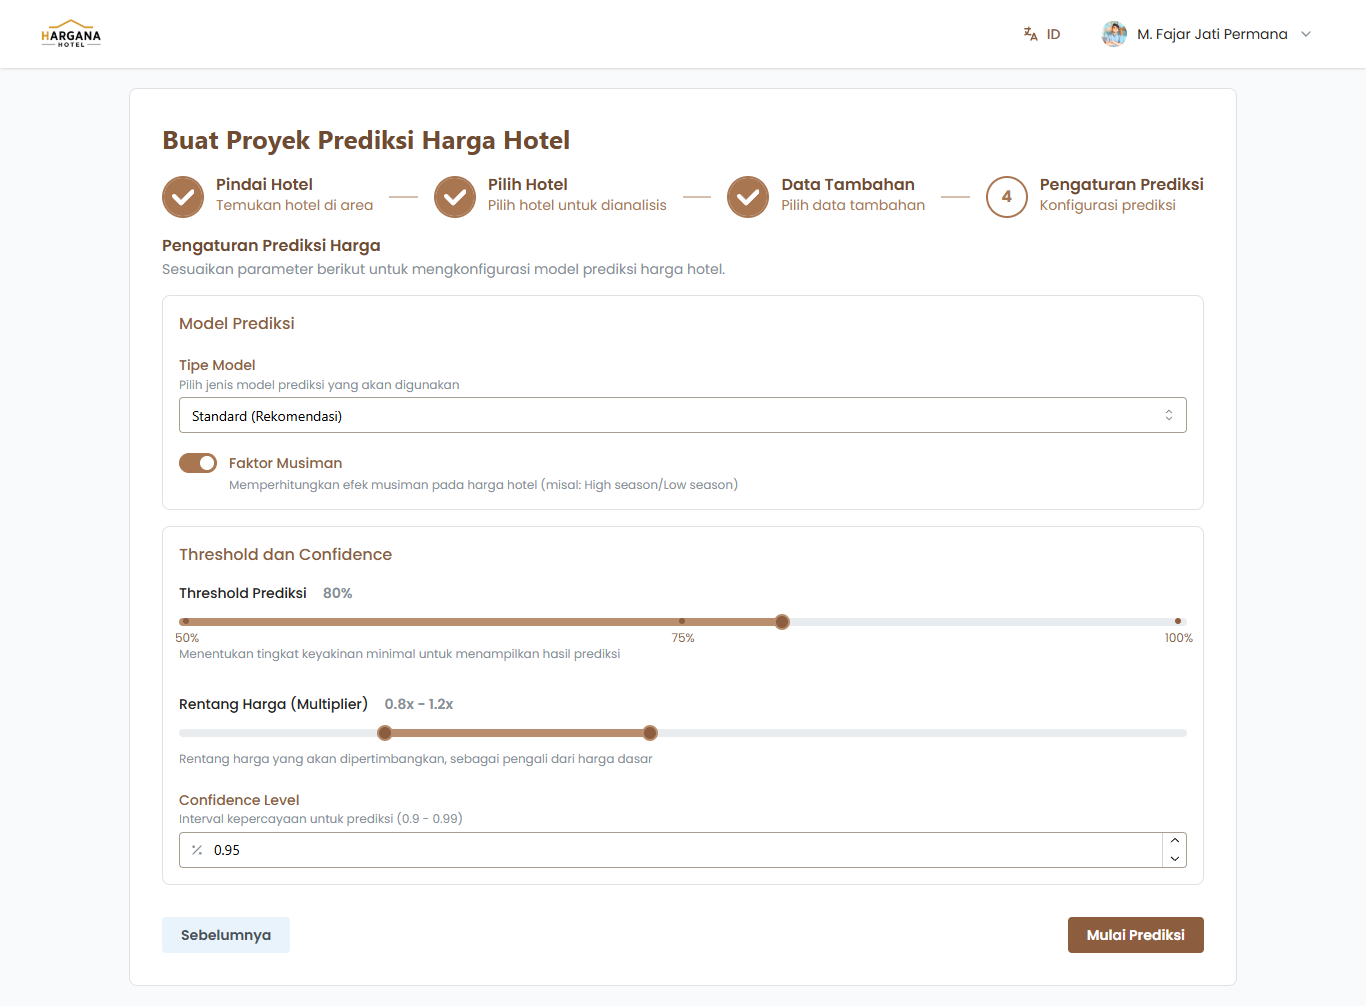 HARGANA
HOTEL
ID
M. Fajar Jati Permana
Buat Proyek Prediksi Harga Hotel
Pindai Hotel
Temukan hotel di area
Pilih Hotel
Pilih hotel untuk dianalisis
Data Tambahan
Pilih data tambahan
4
Pengaturan Prediksi
Konfigurasi prediksi
Pengaturan Prediksi Harga
Sesuaikan parameter berikut untuk mengkonfigurasi model prediksi harga hotel.
Model Prediksi
Tipe Model
Pilih jenis model prediksi yang akan digunakan
Standard (Rekomendasi)
Faktor Musiman
Memperhitungkan efek musiman pada harga hotel (misal: High season/Low season)
Threshold dan Confidence
Threshold Prediksi 80%
50% 75% 100%
Menentukan tingkat keyakinan minimal untuk menampilkan hasil prediksi
Rentang Harga (Multiplier) 0.8x - 1.2x
Rentang harga yang akan dipertimbangkan, sebagai pengali dari harga dasar
Confidence Level
Interval kepercayaan untuk prediksi (0.9 - 0.99)
0.95
Sebelumnya
Mulai Prediksi